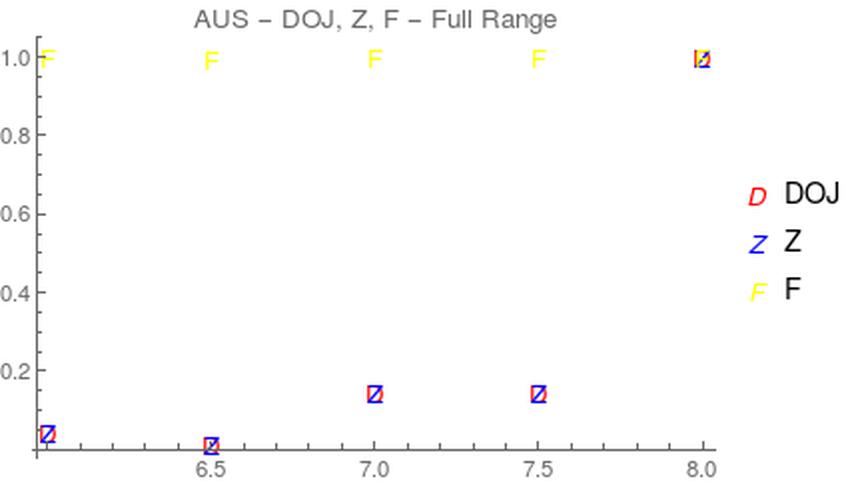 AUS − DOJ, Z, F − Full Range
1.0 F F F F D Z F
0.8
0.6
0.4
0.2
D Z D Z D Z D Z
6.5 7.0 7.5 8.0
D DOJ
Z Z
F F